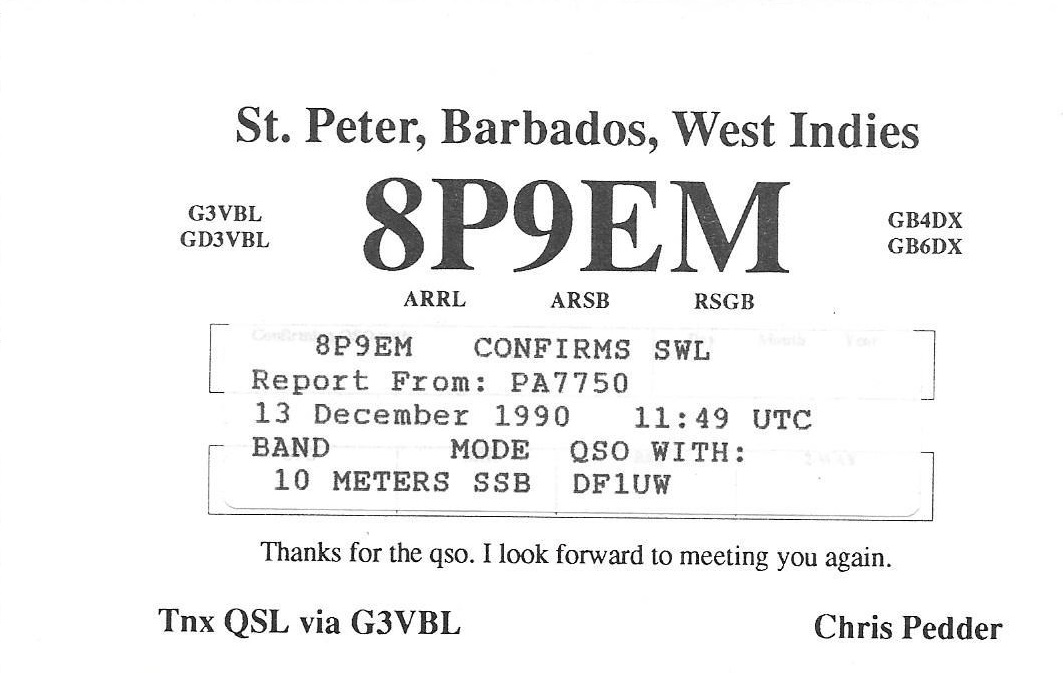 St. Peter, Barbados, West Indies
G3VBL
GD3VBL
8P9EM
GB4DX
GB6DX
ARRL ARSB RSGB
8P9EM CONFIRMS SWL
Report From: PA7750
13 December 1990 11:49 UTC
BAND MODE QSO WITH:
10 METERS SSB DF1UW
Thanks for the qso. I look forward to meeting you again.
Tnx QSL via G3VBL
Chris Pedder